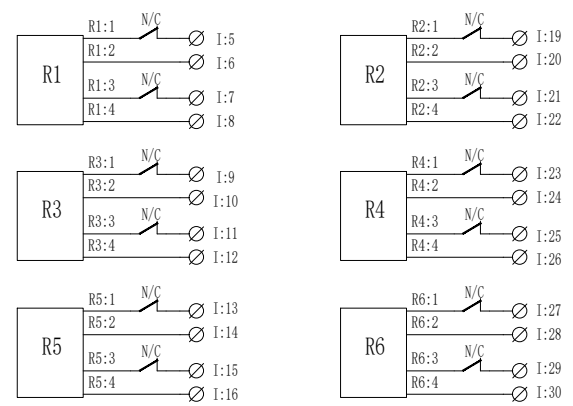 R1
R1:1 N/C I:5
R1:2 I:6
R1:3 N/C I:7
R1:4 I:8
R2
R2:1 N/C I:19
R2:2 I:20
R2:3 N/C I:21
R2:4 I:22
R3
R3:1 N/C I:9
R3:2 I:10
R3:3 N/C I:11
R3:4 I:12
R4
R4:1 N/C I:23
R4:2 I:24
R4:3 N/C I:25
R4:4 I:26
R5
R5:1 N/C I:13
R5:2 I:14
R5:3 N/C I:15
R5:4 I:16
R6
R6:1 N/C I:27
R6:2 I:28
R6:3 N/C I:29
R6:4 I:30